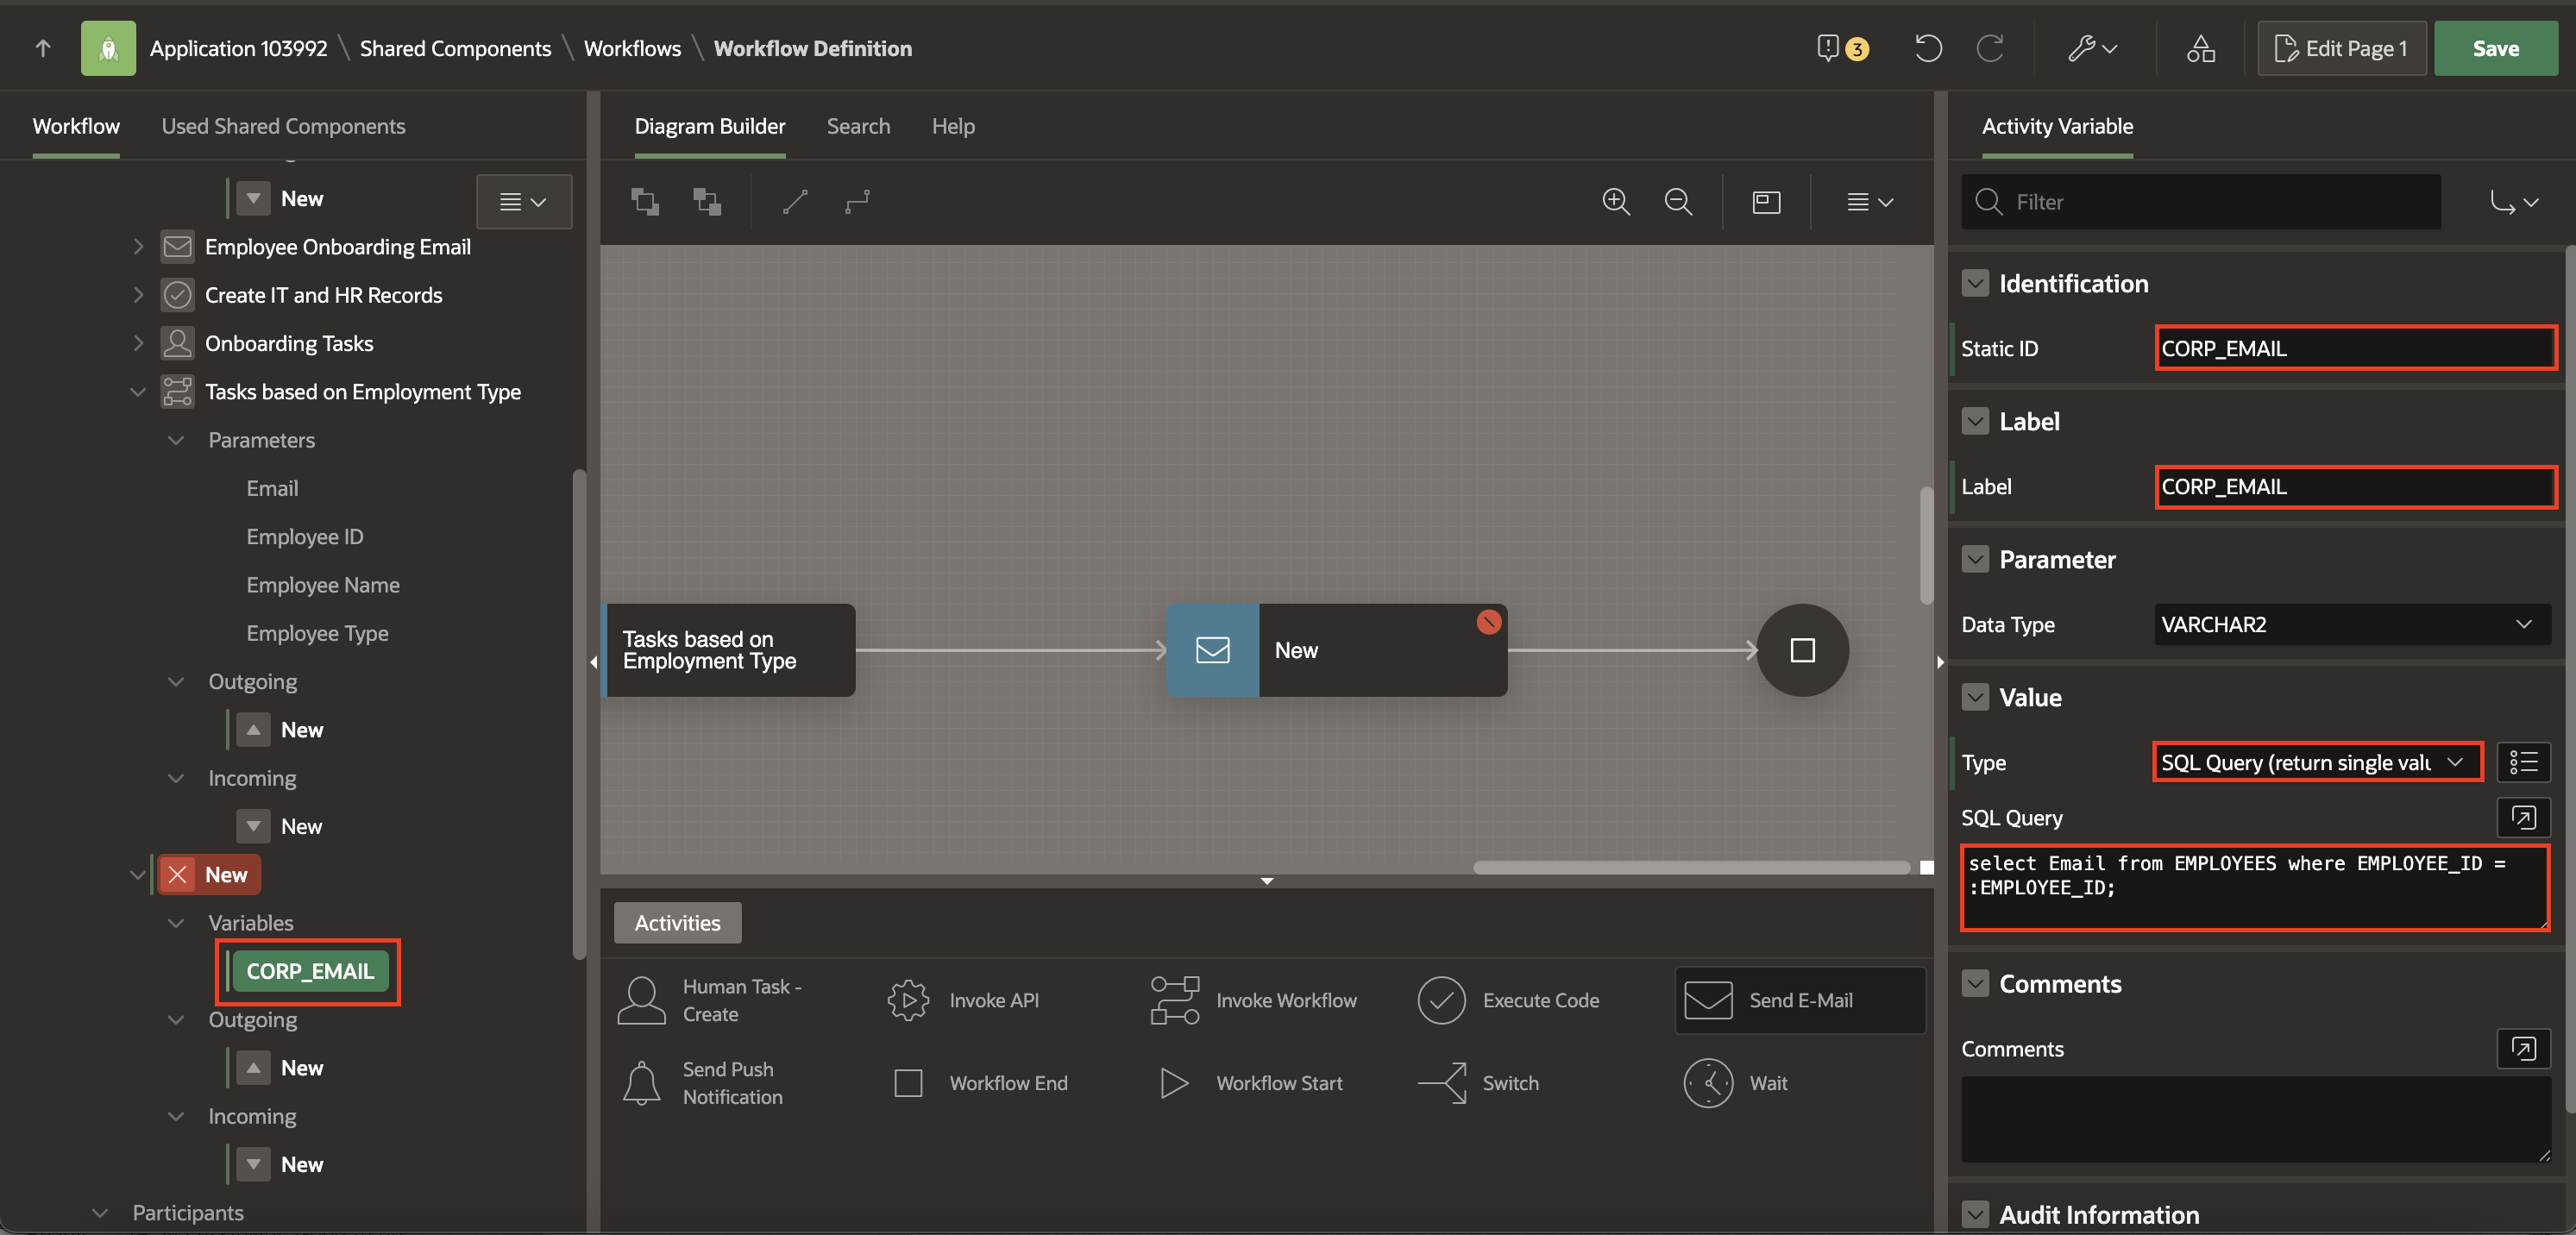 Application 103992 \ Shared Components \ Workflows \ Workflow Definition
3
Edit Page 1
Save
Workflow
Used Shared Components
New
Employee Onboarding Email
Create IT and HR Records
Onboarding Tasks
Tasks based on Employment Type
Parameters
Email
Employee ID
Employee Name
Employee Type
Outgoing
New
Incoming
New
New
Variables
CORP_EMAIL
Outgoing
New
Incoming
New
Participants
Diagram Builder
Search
Help
Tasks based on
Employment Type
New
Activities
Human Task -
Create
Invoke API
Invoke Workflow
Execute Code
Send E-Mail
Send Push
Notification
Workflow End
Workflow Start
Switch
Wait
Activity Variable
Filter
Identification
Static ID
CORP_EMAIL
Label
Label
CORP_EMAIL
Parameter
Data Type
VARCHAR2
Value
Type
SQL Query (return single valu
SQL Query
select Email from EMPLOYEES where EMPLOYEE_ID =
:EMPLOYEE_ID;
Comments
Comments
Audit Information